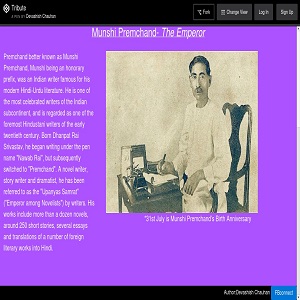 Tribute
A PEN BY Devashish Chauhan
Fork
Change View
Log In
Sign Up
Munshi Premchand- The Emperor
Premchand better known as Munshi
Premchand, Munshi being an honorary
prefix, was an Indian writer famous for his
modern Hindi-Urdu literature. He is one of
the most celebrated writers of the Indian
subcontinent, and is regarded as one of the
foremost Hindustani writers of the early
twentieth century. Born Dhanpat Rai
Srivastav, he began writing under the pen
name "Nawab Rai", but subsequently
switched to "Premchand". A novel writer,
story writer and dramatist, he has been
referred to as the "Upanyas Samrat"
("Emperor among Novelists") by writers. His
works include more than a dozen novels,
around 250 short stories, several essays
and translations of a number of foreign
literary works into Hindi.
"31st July is Munshi Premchand's Birth Anniversary
Author:Devashish Chauhan
FBconnect